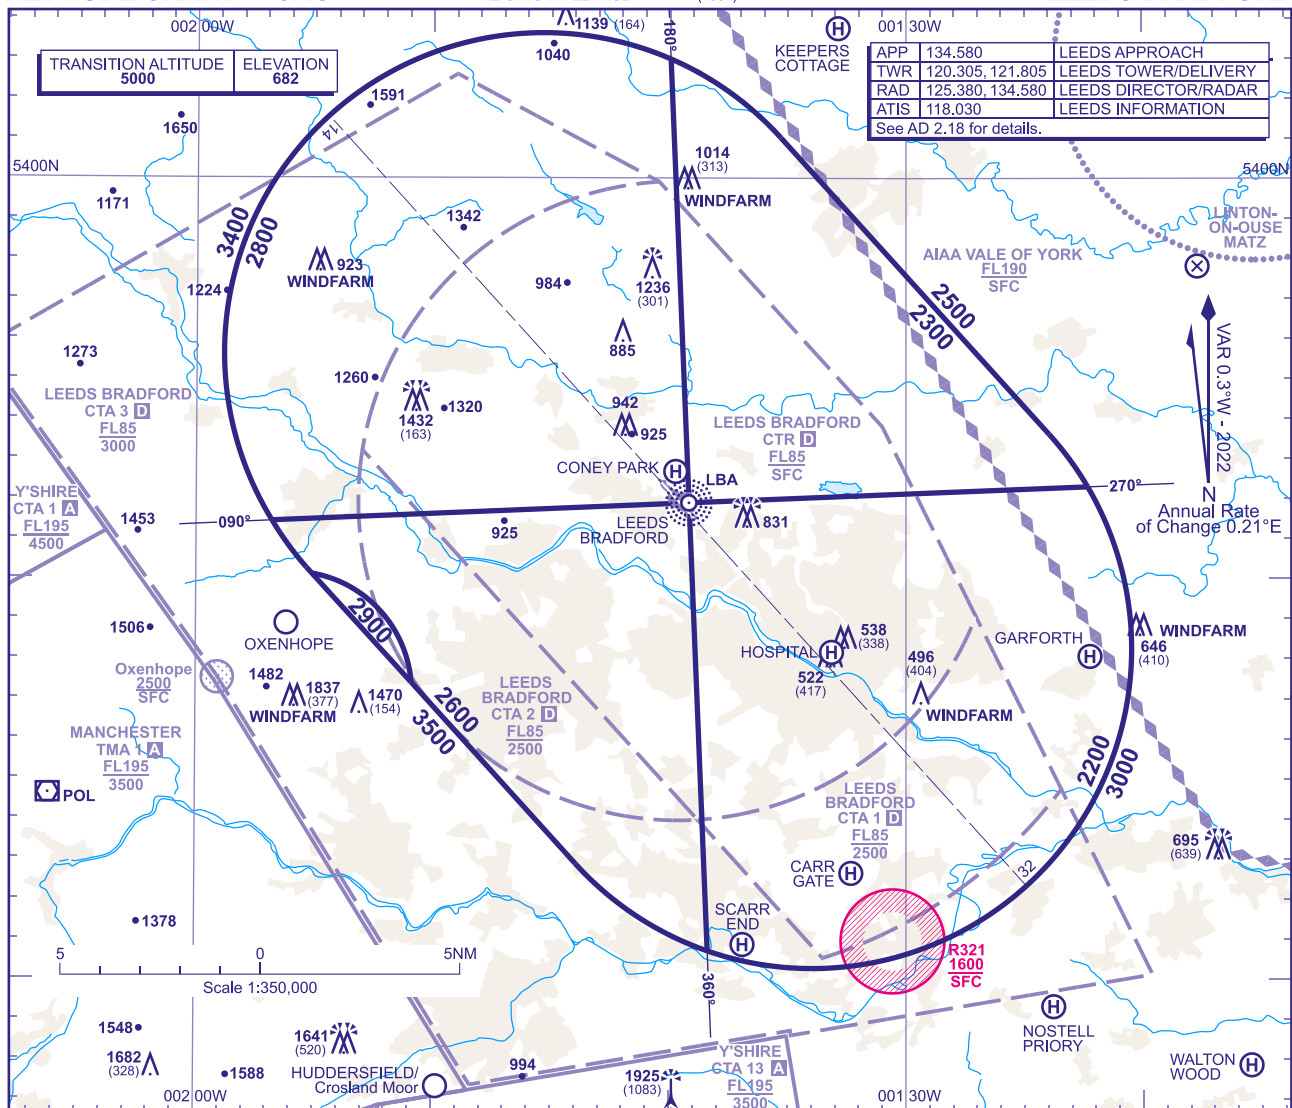 002 00W
1139 (164)
180°
001 30W
1040
KEEPERS
COTTAGE
TRANSITION ALTITUDE
5000
ELEVATION
682
APP 134.580 LEEDS APPROACH
TWR 120.305, 121.805 LEEDS TOWER/DELIVERY
RAD 125.380, 134.580 LEEDS DIRECTOR/RADAR
ATIS 118.030 LEEDS INFORMATION
See AD 2.18 for details.
1591
1650
14
5400N
1014
(313)
WINDFARM
5400N
1171
3400
2800
1342
LINTON-
ON-OUSE
MATZ
AIAA VALE OF YORK
FL190
SFC
923
WINDFARM
1224
984
1236
(301)
2500
2300
885
VAR 0.3°W - 2022
N
Annual Rate
of Change 0.21°E
1273
1260
1320
1432
(163)
LEEDS BRADFORD
CTA 3 D
FL85
3000
942
925
LEEDS BRADFORD
CTR D
FL85
SFC
CONEY PARK
H
LBA
Y'SHIRE
CTA 1 A
FL195
4500
1453
090°
270°
925
LEEDS
BRADFORD
831
2900
1506
OXENHOPE
538
(338)
HOSPITAL
H
522
(417)
496
(404)
WINDFARM
GARFORTH
H
WINDFARM
646
(410)
Oxenhope
2500
SFC
1482
1837
(377)
WINDFARM
1470
(154)
LEEDS
BRADFORD
CTA 2 D
FL85
2500
2600
3500
MANCHESTER
TMA 1 A
FL195
3500
2200
3000
POL
LEEDS
BRADFORD
CTA 1 D
FL85
2500
695
(639)
CARR
GATE
H
32
1378
SCARR
END
H
R321
1600
SFC
5 0 5NM
Scale 1:350,000
360°
H
NOSTELL
PRIORY
1548
1682
(328)
1588
1641
(520)
HUDDERSFIELD/
Crosland Moor
994
1925
(1083)
Y'SHIRE
CTA 13 A
FL195
3500
WALTON
WOOD
H
002 00W
001 30W